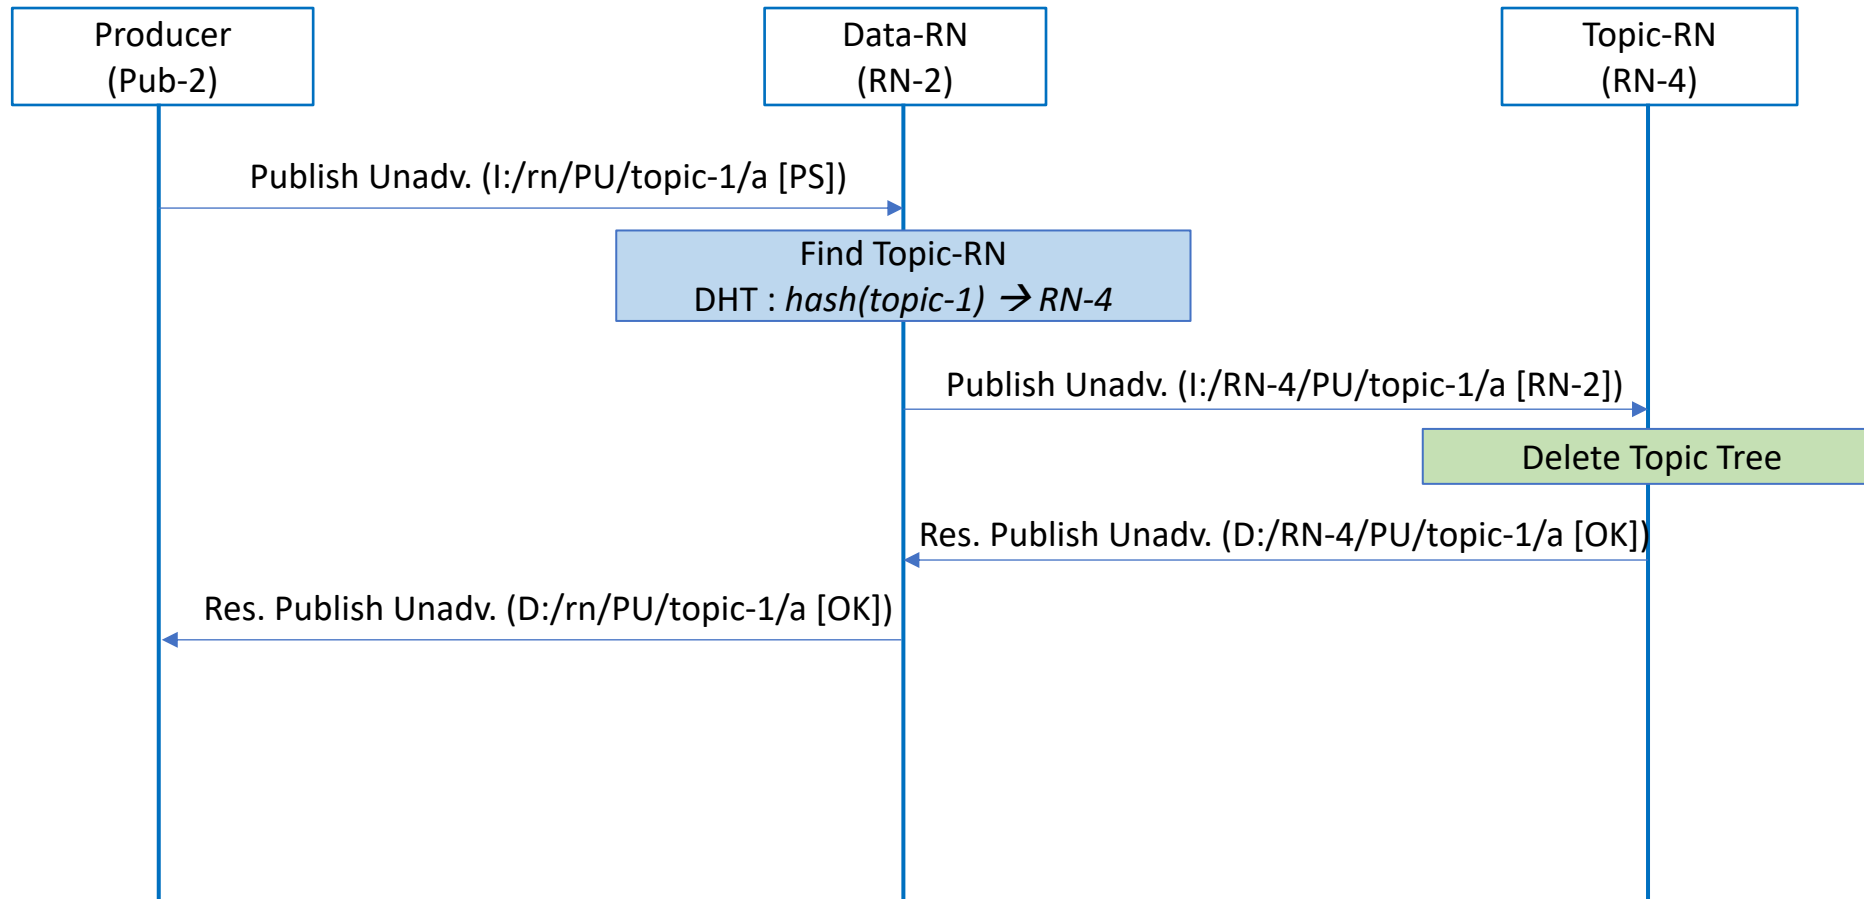 Producer
(Pub-2)
Data-RN
(RN-2)
Topic-RN
(RN-4)
Publish Unadv. (I:/rn/PU/topic-1/a [PS])
Find Topic-RN
DHT : hash(topic-1) → RN-4
Publish Unadv. (I:/RN-4/PU/topic-1/a [RN-2])
Delete Topic Tree
Res. Publish Unadv. (D:/RN-4/PU/topic-1/a [OK])
Res. Publish Unadv. (D:/rn/PU/topic-1/a [OK])